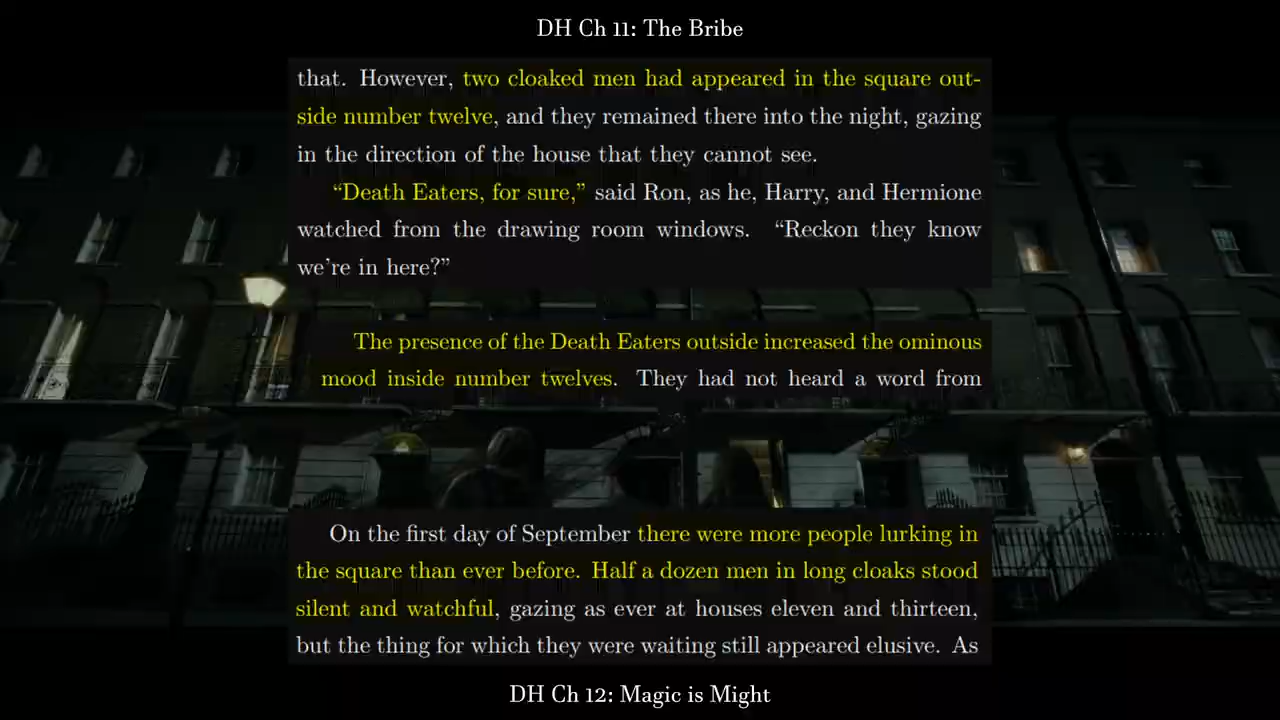 DH Ch 11: The Bribe
that. However, two cloaked men had appeared in the square out-
side number twelve, and they remained there into the night, gazing
in the direction of the house that they cannot see.
“Death Eaters, for sure,” said Ron, as he, Harry, and Hermione
watched from the drawing room windows. “Reckon they know
we’re in here?”
The presence of the Death Eaters outside increased the ominous
mood inside number twelves. They had not heard a word from
On the first day of September there were more people lurking in
the square than ever before. Half a dozen men in long cloaks stood
silent and watchful, gazing as ever at houses eleven and thirteen,
but the thing for which they were waiting still appeared elusive. As
DH Ch 12: Magic is Might